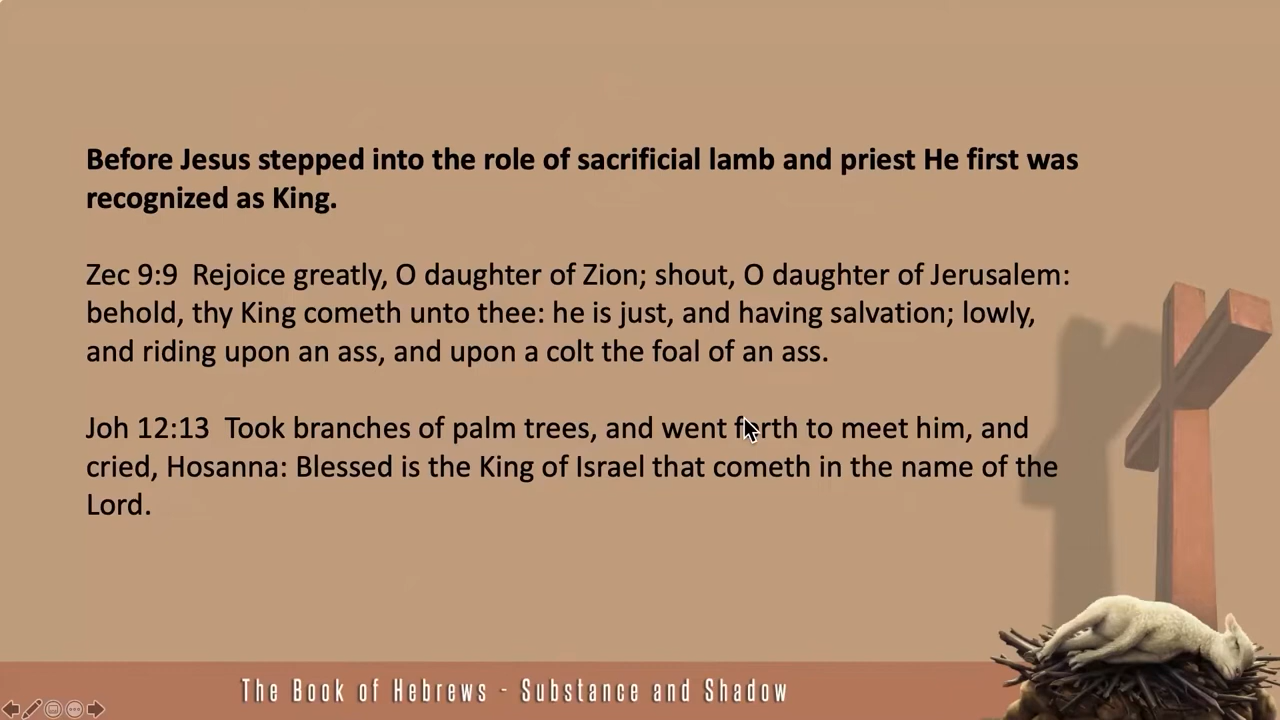 Before Jesus stepped into the role of sacrificial lamb and priest He first was
recognized as King.
Zec 9:9  Rejoice greatly, O daughter of Zion; shout, O daughter of Jerusalem:
behold, thy King cometh unto thee: he is just, and having salvation; lowly,
and riding upon an ass, and upon a colt the foal of an ass.
Joh 12:13  Took branches of palm trees, and went forth to meet him, and
cried, Hosanna: Blessed is the King of Israel that cometh in the name of the
Lord.
The Book of Hebrews - Substance and Shadow